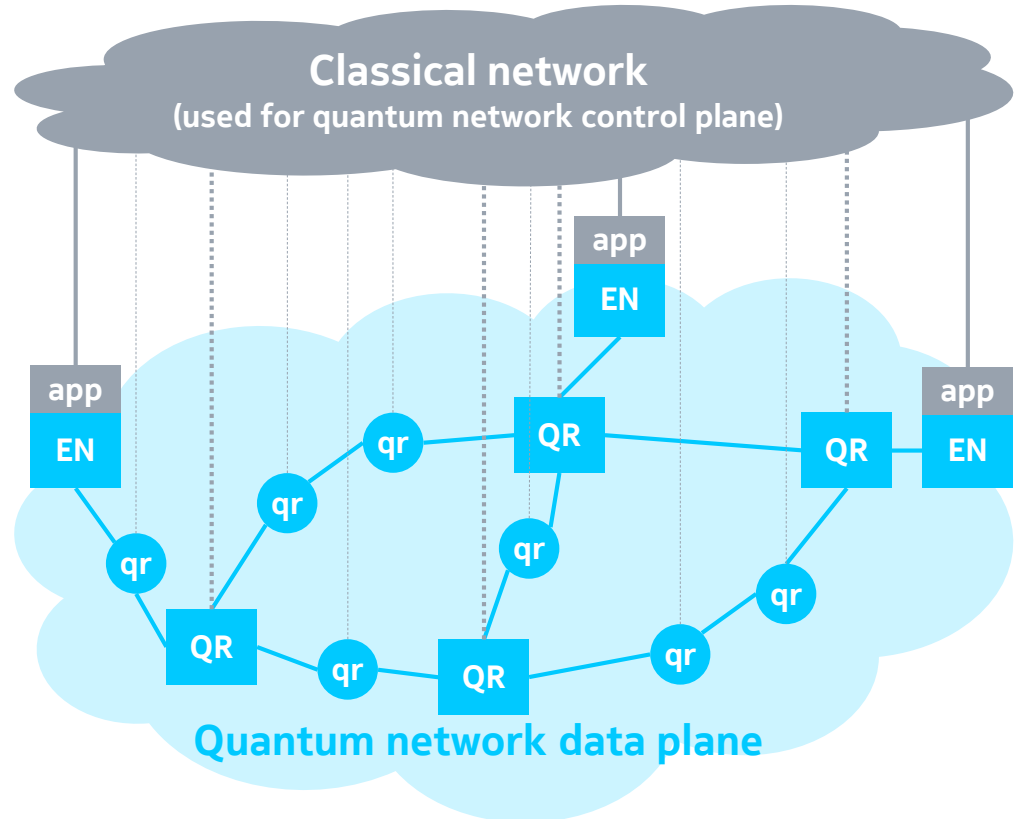 Classical network
(used for quantum network control plane)
app
EN
app
EN
app
EN
QR
QR
qr
qr
qr
qr
QR
qr
QR
qr
qr
Quantum network data plane